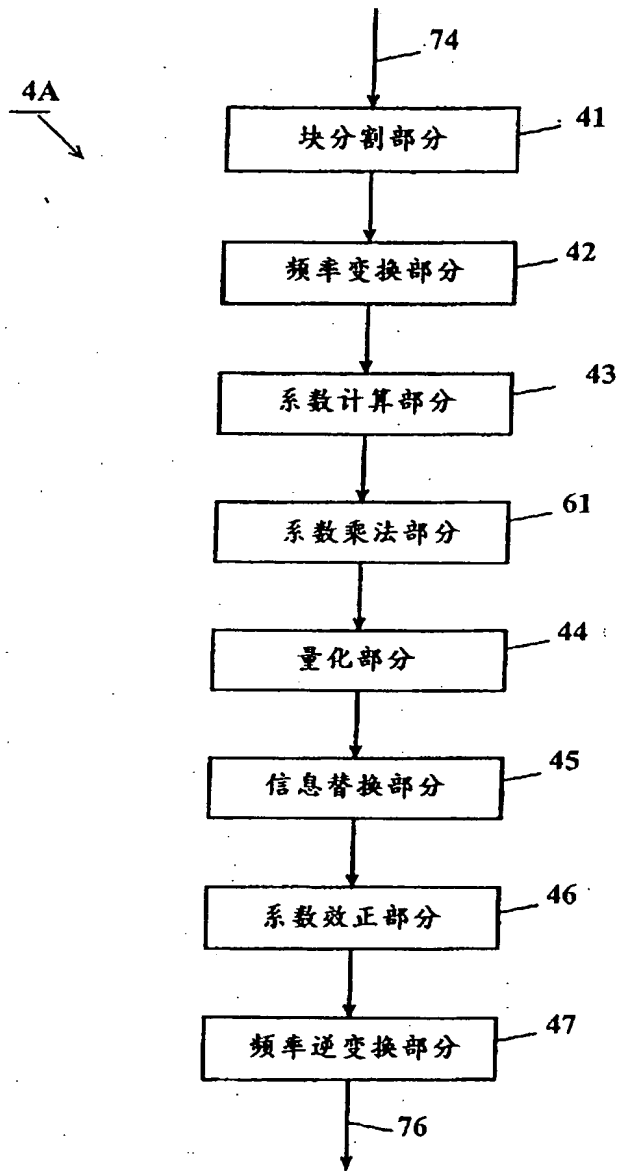 74
4A
41
块分割部分
42
频率变换部分
43
系数计算部分
61
系数乘法部分
44
量化部分
45
信息替换部分
46
系数效正部分
47
频率逆变换部分
76